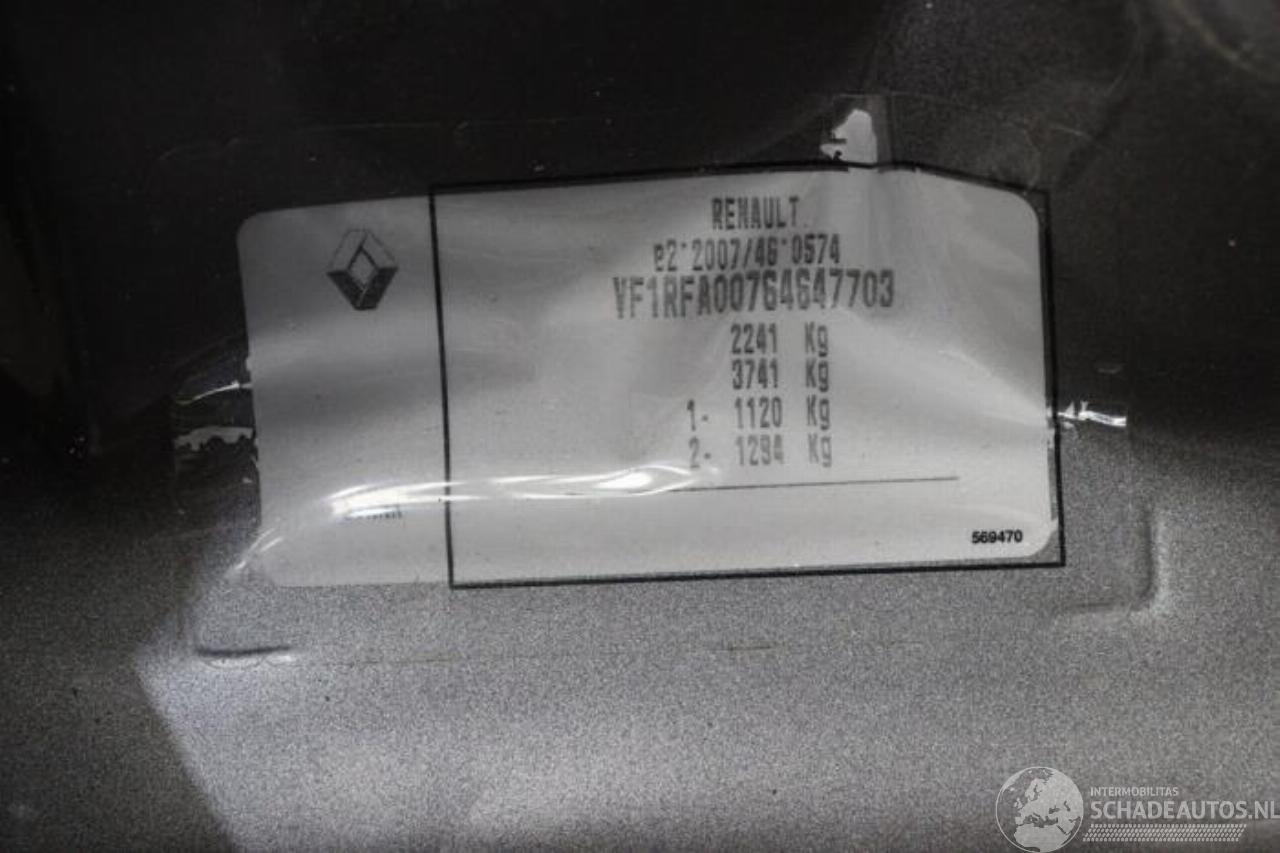 RENAULT
e2*2007/46*0574
VF1RFA00764647703
2241 Kg
3741 Kg
1- 1120 Kg
2- 1294 Kg
569470
INTERMOBILITAS
SCHADEAUTOS.NL